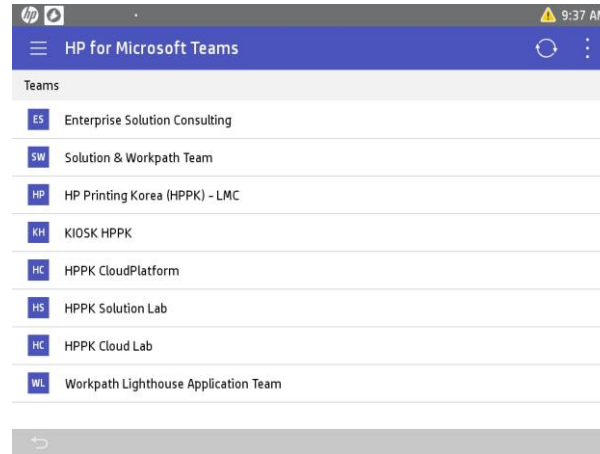 hp
9:37 AM
HP for Microsoft Teams
Teams
ES Enterprise Solution Consulting
SW Solution & Workpath Team
HP HP Printing Korea (HPPK) - LMC
KH KIOSK HPPK
HC HPPK CloudPlatform
HS HPPK Solution Lab
HC HPPK Cloud Lab
WL Workpath Lighthouse Application Team